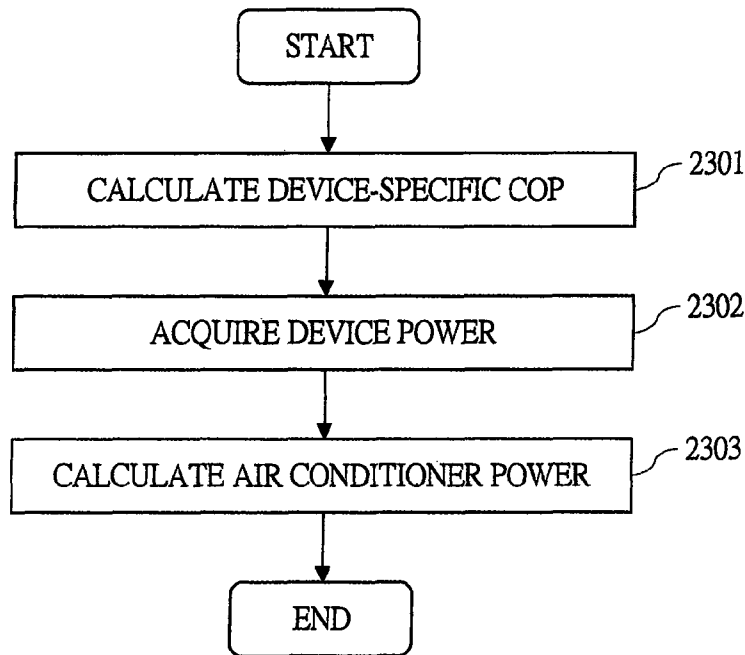 START
CALCULATE DEVICE-SPECIFIC COP
2301
ACQUIRE DEVICE POWER
2302
CALCULATE AIR CONDITIONER POWER
2303
END